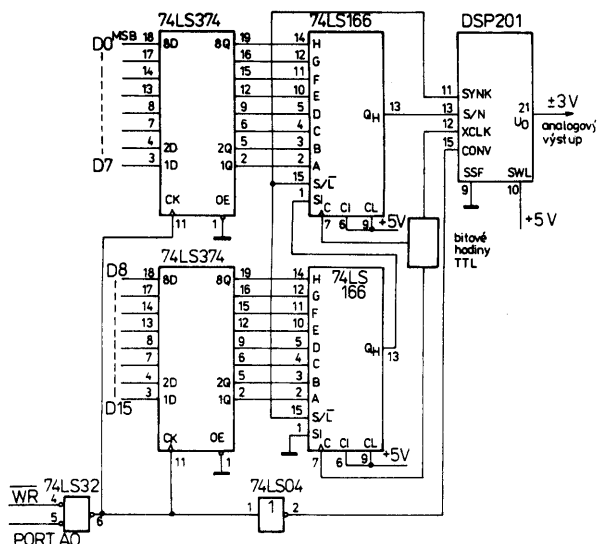 74LS374 74LS166 DSP201
D0 MSB 18 8D 8Q 19 14 H
17 16 12 G
14 15 11 F 11 SYNK
13 12 10 E QH 13 13 S/N 21 ±3V
8 9 5 D 12 XCLK U0 analogový
7 6 4 C 15 CONV výstup
4 2D 2Q 5 3 B
D7 3 1D 1Q 2 2 A SSF SWL
15 S/L̅ 9 10
CK OE 1 SI +5V
11 1 C CI CL +5V
7 6 9 bitové
hodiny
TTL
74LS374
D8 18 8D 8Q 19 14 H 74LS
17 16 12 G 166
14 15 11 F
13 12 10 E
8 9 5 D QH
7 6 4 C 13
4 2D 2Q 5 3 B
D15 3 1D 1Q 2 2 A
15 S/L̅
CK OE 1 SI
11 1 C CI CL +5V
7 6 9
74LS32 74LS04
W̅R̅ 4 1 1 2
5 6
PORT A0